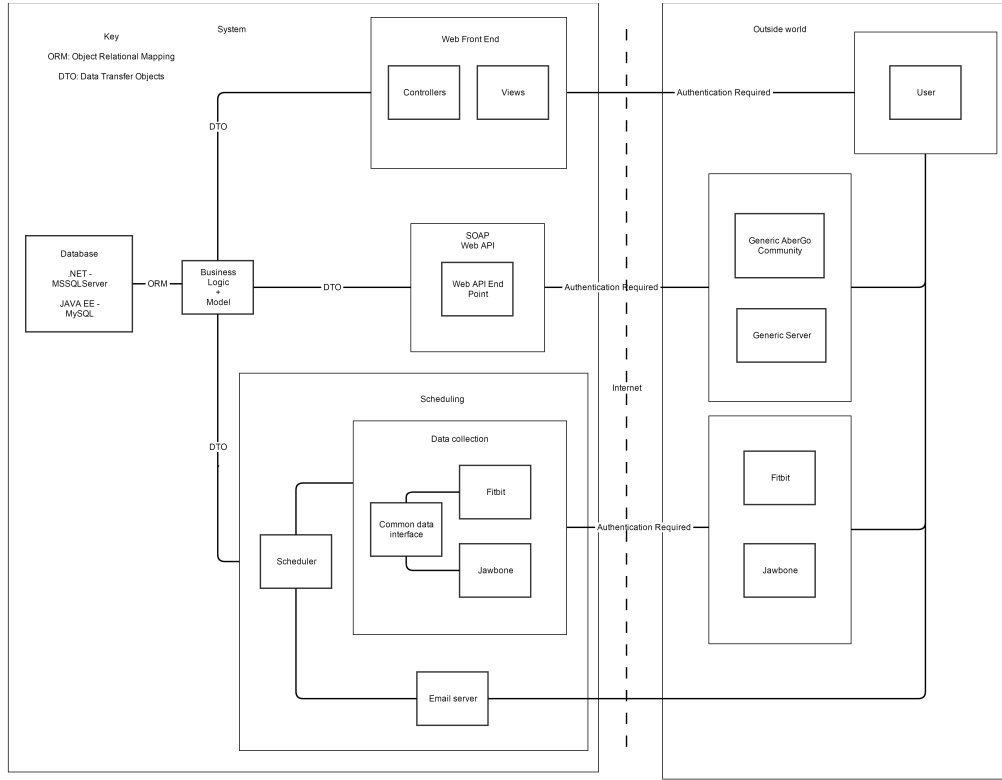 System
Outside world
Key
ORM: Object Relational Mapping
DTO: Data Transfer Objects
Web Front End
Controllers
Views
Authentication Required
User
DTO
SOAP
Web API
Web API End
Point
Authentication Required
Generic AberGo
Community
Generic Server
Database
.NET -
MSSQLServer
JAVA EE -
MySQL
ORM
Business
Logic
+
Model
DTO
Internet
DTO
Scheduling
Data collection
Fitbit
Common data
interface
Jawbone
Scheduler
Authentication Required
Fitbit
Jawbone
Email server